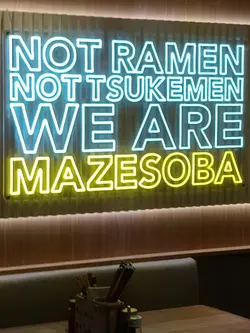 NOT RAMEN
NOT TSUKEMEN
WE ARE
MAZESOBA